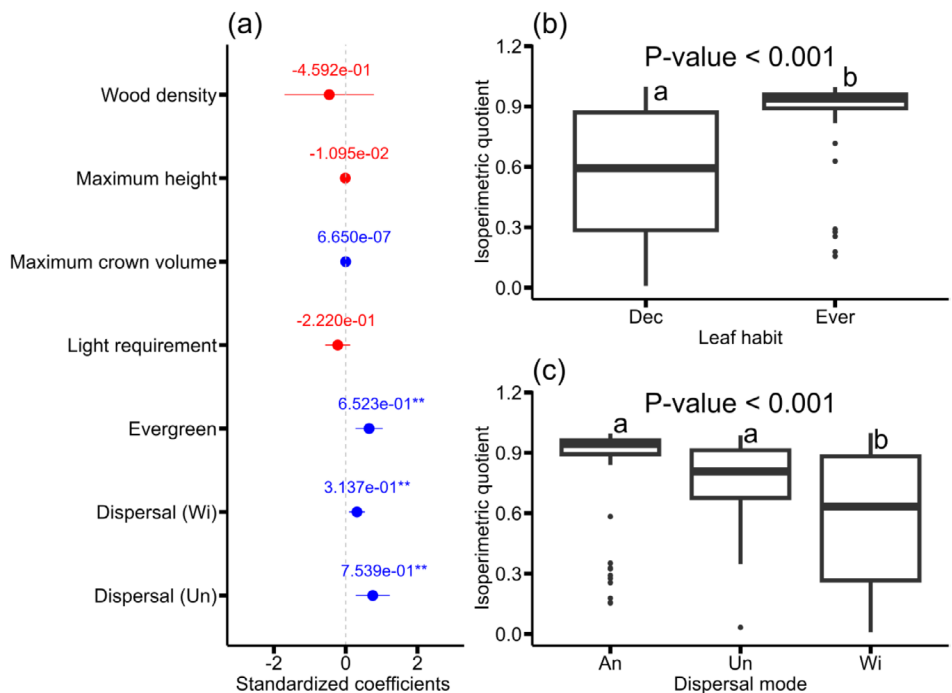 (a)
Wood density
-4.592e-01
Maximum height
-1.095e-02
Maximum crown volume
6.650e-07
Light requirement
-2.220e-01
Evergreen
6.523e-01**
Dispersal (Wi)
3.137e-01**
Dispersal (Un)
7.539e-01**
-2 0 2
Standardized coefficients
(b)
Isoperimetric quotient
1.2
0.9
0.6
0.3
0.0
P-value < 0.001
a b
Dec Ever
Leaf habit
(c)
Isoperimetric quotient
1.2
0.9
0.6
0.3
0.0
P-value < 0.001
a a b
An Un Wi
Dispersal mode